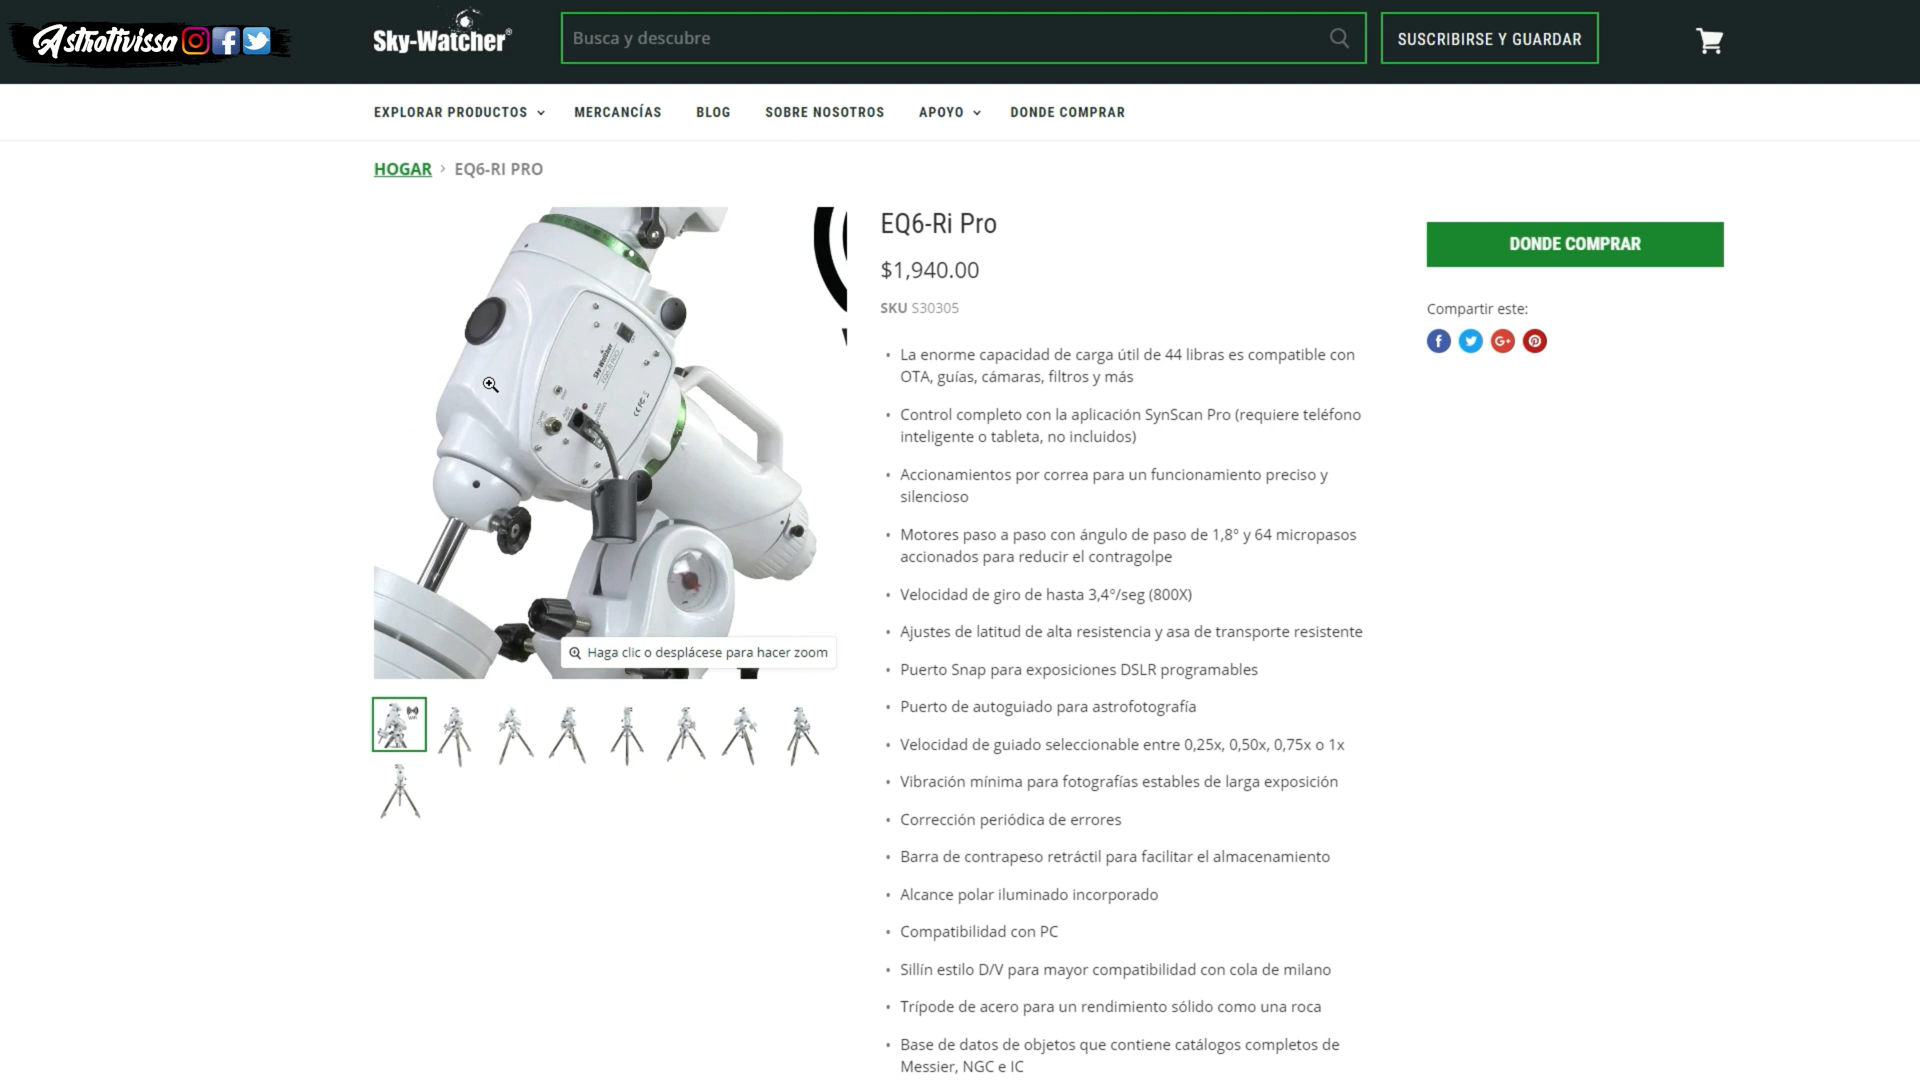 Astrotivissa
Sky-Watcher®
Busca y descubre
SUSCRIBIRSE Y GUARDAR
EXPLORAR PRODUCTOS
MERCANCÍAS
BLOG
SOBRE NOSOTROS
APOYO
DONDE COMPRAR
HOGAR › EQ6-RI PRO
EQ6-Ri Pro
$1,940.00
SKU S30305
• La enorme capacidad de carga útil de 44 libras es compatible con
OTA, guías, cámaras, filtros y más
• Control completo con la aplicación SynScan Pro (requiere teléfono
inteligente o tableta, no incluidos)
• Accionamientos por correa para un funcionamiento preciso y
silencioso
• Motores paso a paso con ángulo de paso de 1,8° y 64 micropasos
accionados para reducir el contragolpe
• Velocidad de giro de hasta 3,4°/seg (800X)
• Ajustes de latitud de alta resistencia y asa de transporte resistente
• Puerto Snap para exposiciones DSLR programables
• Puerto de autoguiado para astrofotografía
• Velocidad de guiado seleccionable entre 0,25x, 0,50x, 0,75x o 1x
• Vibración mínima para fotografías estables de larga exposición
• Corrección periódica de errores
• Barra de contrapeso retráctil para facilitar el almacenamiento
• Alcance polar iluminado incorporado
• Compatibilidad con PC
• Sillín estilo D/V para mayor compatibilidad con cola de milano
• Trípode de acero para un rendimiento sólido como una roca
• Base de datos de objetos que contiene catálogos completos de
Messier, NGC e IC
DONDE COMPRAR
Compartir este:
Sky-Watcher
EQ6-R PRO
Haga clic o desplácese para hacer zoom